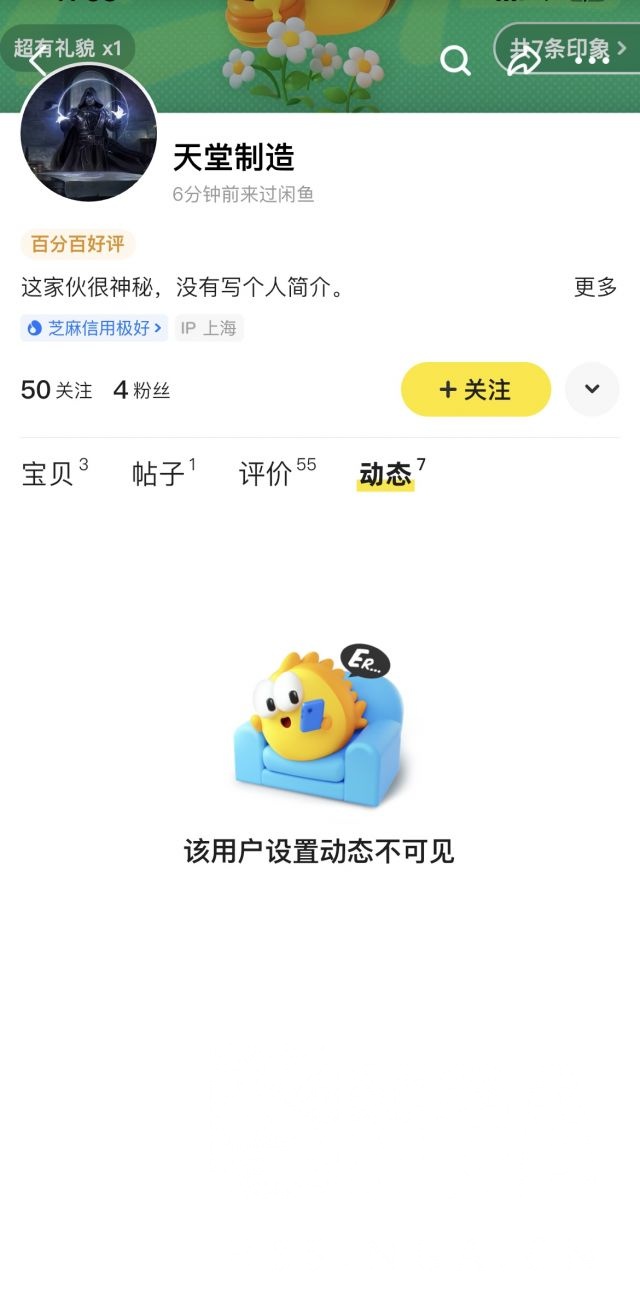 超有礼貌 x1
共7条印象
天堂制造
6分钟前来过闲鱼
百分百好评
这家伙很神秘，没有写个人简介。 更多
芝麻信用极好 IP 上海
50 关注 4 粉丝 + 关注
宝贝 3 帖子 1 评价 55 动态 7
ER...
该用户设置动态不可见